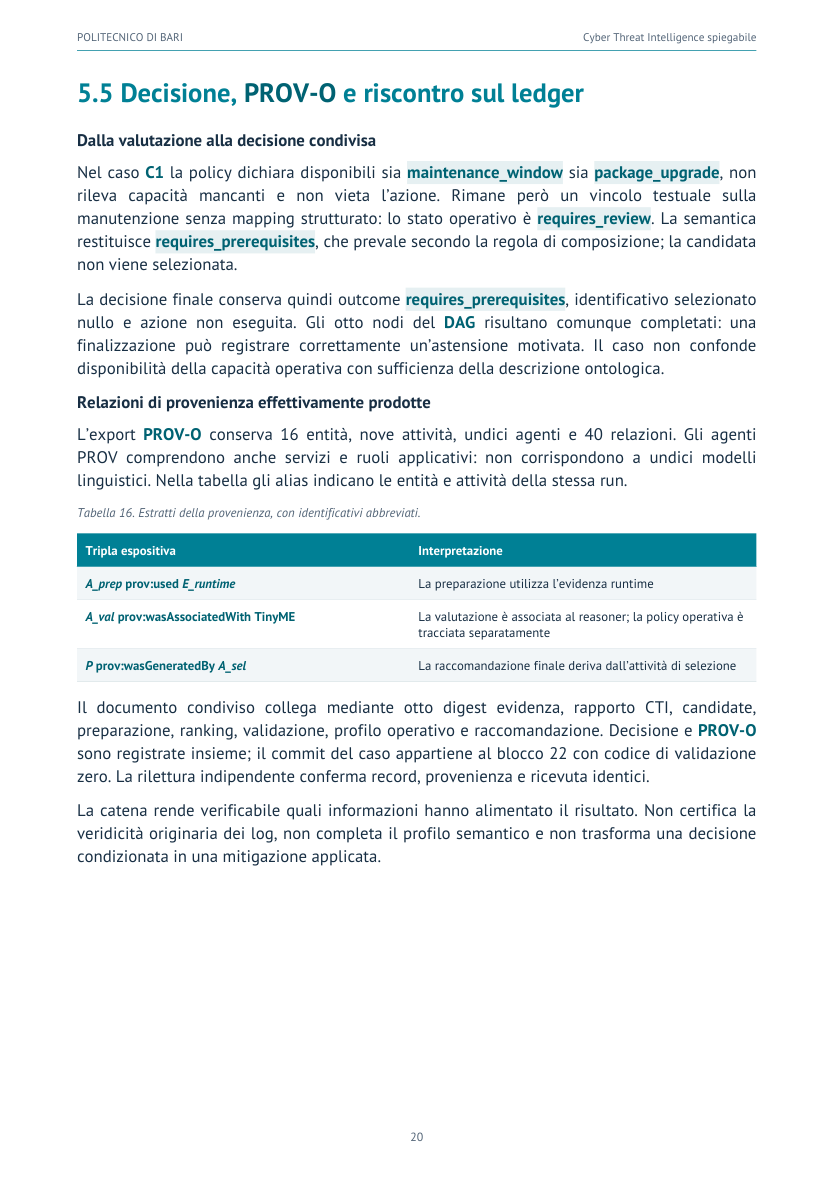 POLITECNICO DI BARI
Cyber Threat Intelligence spiegabile
5.5 Decisione, PROV-O e riscontro sul ledger
Dalla valutazione alla decisione condivisa
Nel caso C1 la policy dichiara disponibili sia maintenance_window sia package_upgrade, non
rileva capacità mancanti e non vieta l’azione. Rimane però un vincolo testuale sulla
manutenzione senza mapping strutturato: lo stato operativo è requires_review. La semantica
restituisce requires_prerequisites, che prevale secondo la regola di composizione; la candidata
non viene selezionata.
La decisione finale conserva quindi outcome requires_prerequisites, identificativo selezionato
nullo e azione non eseguita. Gli otto nodi del DAG risultano comunque completati: una
finalizzazione può registrare correttamente un’astensione motivata. Il caso non confonde
disponibilità della capacità operativa con sufficienza della descrizione ontologica.
Relazioni di provenienza effettivamente prodotte
L’export PROV-O conserva 16 entità, nove attività, undici agenti e 40 relazioni. Gli agenti
PROV comprendono anche servizi e ruoli applicativi: non corrispondono a undici modelli
linguistici. Nella tabella gli alias indicano le entità e attività della stessa run.
Tabella 16. Estratti della provenienza, con identificativi abbreviati.
Tripla espositiva
Interpretazione
A_prep prov:used E_runtime
La preparazione utilizza l’evidenza runtime
A_val prov:wasAssociatedWith TinyME
La valutazione è associata al reasoner; la policy operativa è
tracciata separatamente
P prov:wasGeneratedBy A_sel
La raccomandazione finale deriva dall’attività di selezione
Il documento condiviso collega mediante otto digest evidenza, rapporto CTI, candidate,
preparazione, ranking, validazione, profilo operativo e raccomandazione. Decisione e PROV-O
sono registrate insieme; il commit del caso appartiene al blocco 22 con codice di validazione
zero. La rilettura indipendente conferma record, provenienza e ricevuta identici.
La catena rende verificabile quali informazioni hanno alimentato il risultato. Non certifica la
veridicità originaria dei log, non completa il profilo semantico e non trasforma una decisione
condizionata in una mitigazione applicata.
20